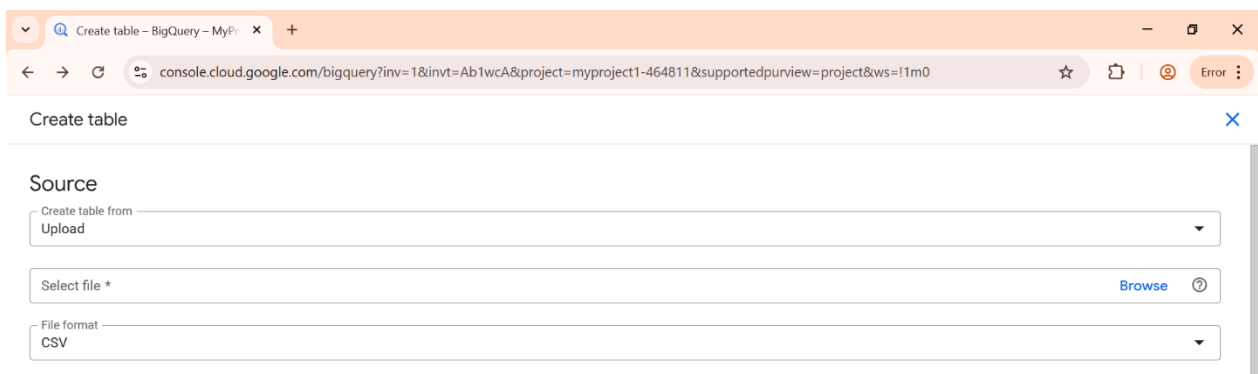 Create table – BigQuery – MyPr
console.cloud.google.com/bigquery?inv=1&invt=Ab1wcA&project=myproject1-464811&supportedpurview=project&ws=!1m0
Error
Create table
Source
Create table from
Upload
Select file *
Browse
File format
CSV